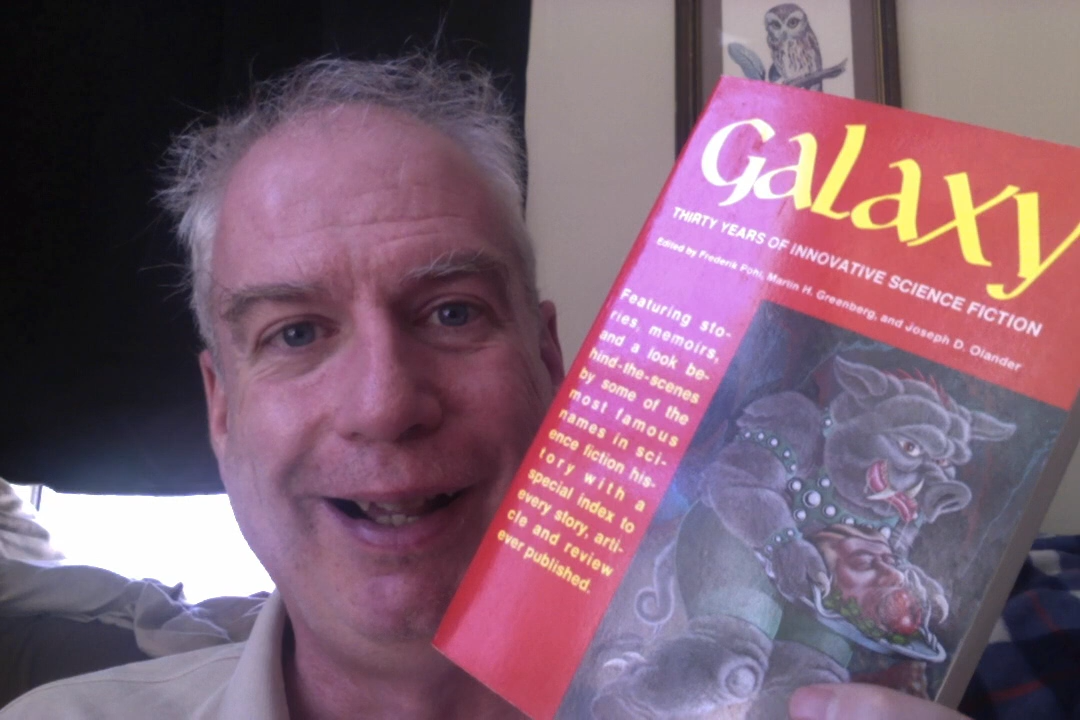 GALAXY
THIRTY YEARS OF INNOVATIVE SCIENCE FICTION
Edited by Frederik Pohl, Martin H. Greenberg, and Joseph D. Olander
Featuring sto-
ries, memoirs,
and a look be-
hind-the-scenes
by some of the
most famous
names in sci-
ence fiction his-
tory with a
special index to
every story, arti-
cle and review
ever published.